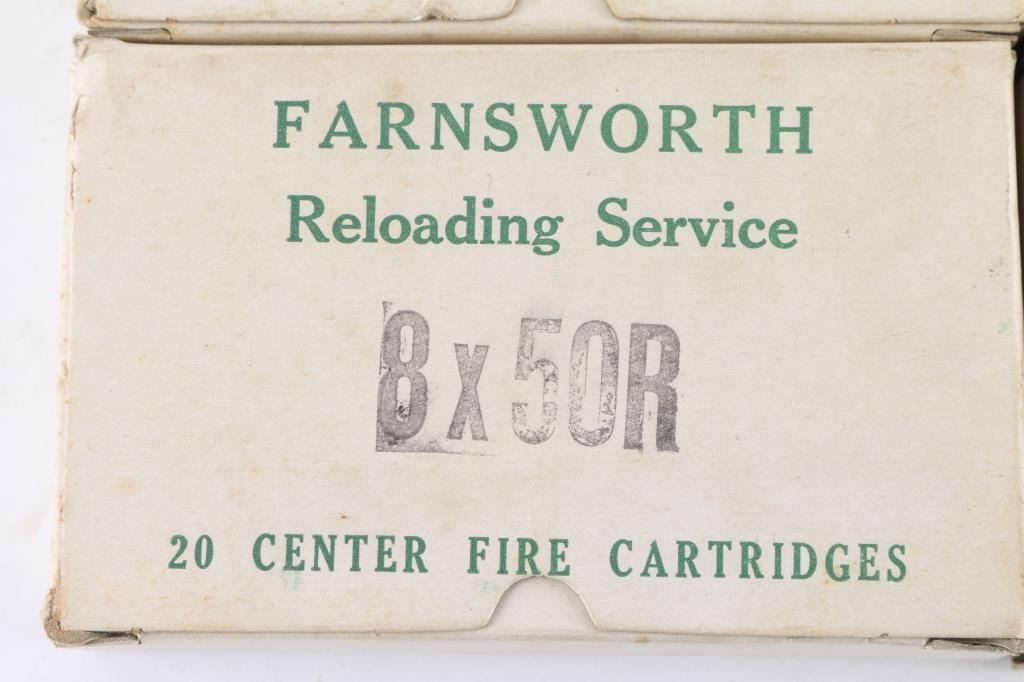 FARNSWORTH
Reloading Service
8x50R
20 CENTER FIRE CARTRIDGES